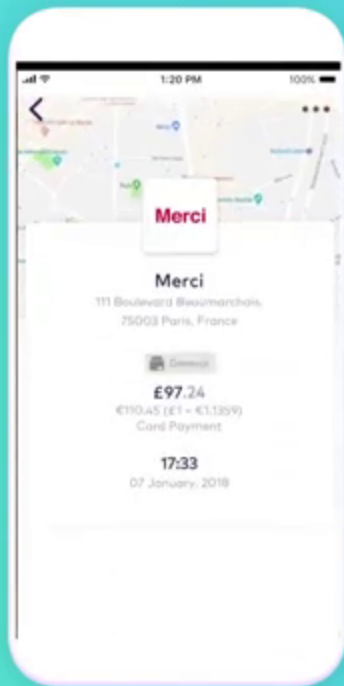 1:20 PM
100%
Merci
Merci
111 Boulevard Beaumarchais
75003 Paris, France
£97.24
€110.45 (£1 = €1.1359)
Card Payment
17:33
07 January, 2018